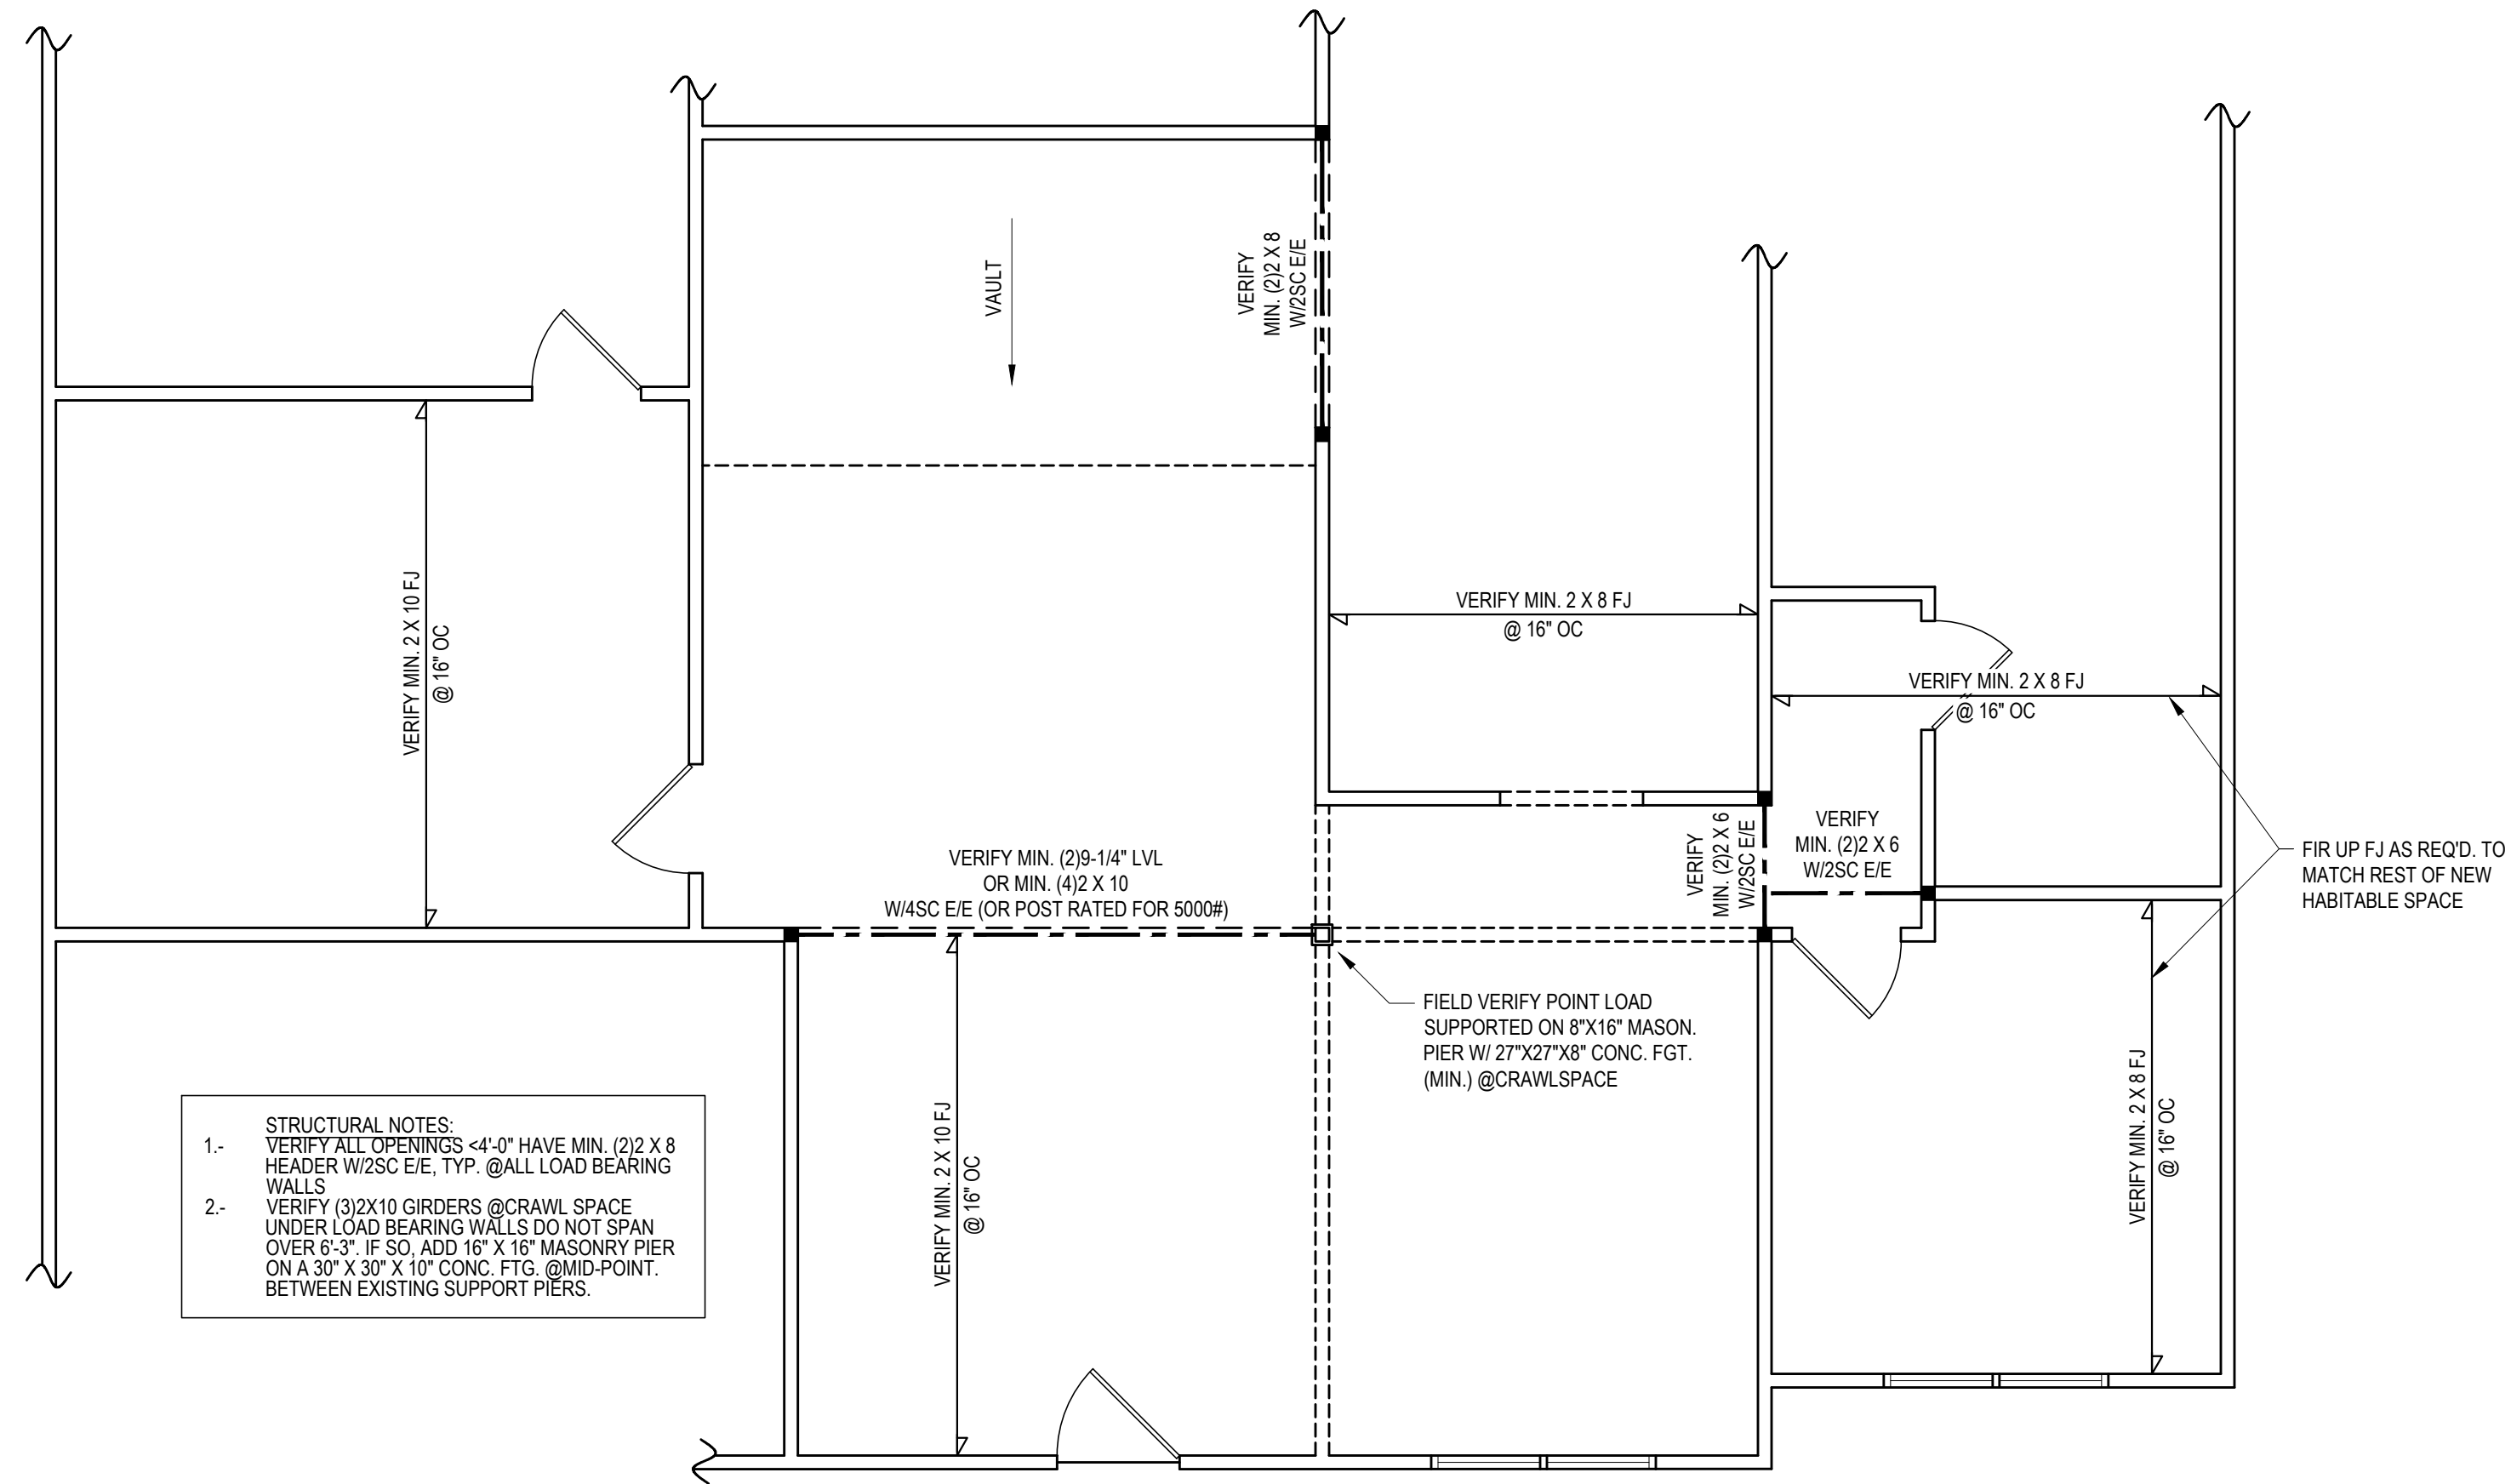 VAULT
VERIFY
MIN. (2)2 X 8
W/2SC E/E
VERIFY MIN. 2 X 10 FJ
@ 16" OC
VERIFY MIN. 2 X 8 FJ
@ 16" OC
VERIFY MIN. 2 X 8 FJ
@ 16" OC
VERIFY MIN. (2)9-1/4" LVL
OR MIN. (4)2 X 10
W/4SC E/E (OR POST RATED FOR 5000#)
VERIFY
MIN. (2)2 X 6
W/2SC E/E
VERIFY
MIN. (2)2 X 6
W/2SC E/E
FIR UP FJ AS REQ'D. TO
MATCH REST OF NEW
HABITABLE SPACE
FIELD VERIFY POINT LOAD
SUPPORTED ON 8"X16" MASON.
PIER W/ 27"X27"X8" CONC. FGT.
(MIN.) @CRAWLSPACE
VERIFY MIN. 2 X 10 FJ
@ 16" OC
VERIFY MIN. 2 X 8 FJ
@ 16" OC
STRUCTURAL NOTES:
1.- VERIFY ALL OPENINGS <4'-0" HAVE MIN. (2)2 X 8
HEADER W/2SC E/E, TYP. @ALL LOAD BEARING
WALLS
2.- VERIFY (3)2X10 GIRDERS @CRAWL SPACE
UNDER LOAD BEARING WALLS DO NOT SPAN
OVER 6'-3". IF SO, ADD 16" X 16" MASONRY PIER
ON A 30" X 30" X 10" CONC. FTG. @MID-POINT.
BETWEEN EXISTING SUPPORT PIERS.